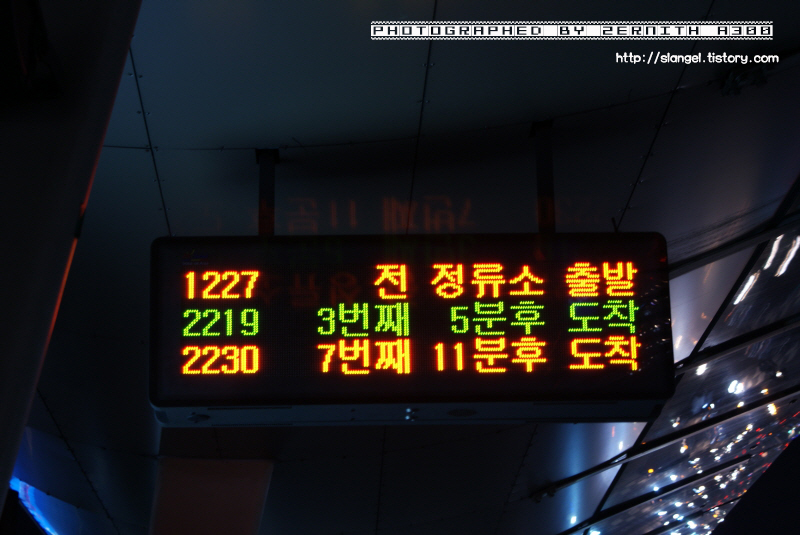 PHOTOGRAPHED BY ZERNITH A300
http://slangel.tistory.com
1227 전 정류소 출발
2219 3번째 5분후 도착
2230 7번째 11분후 도착